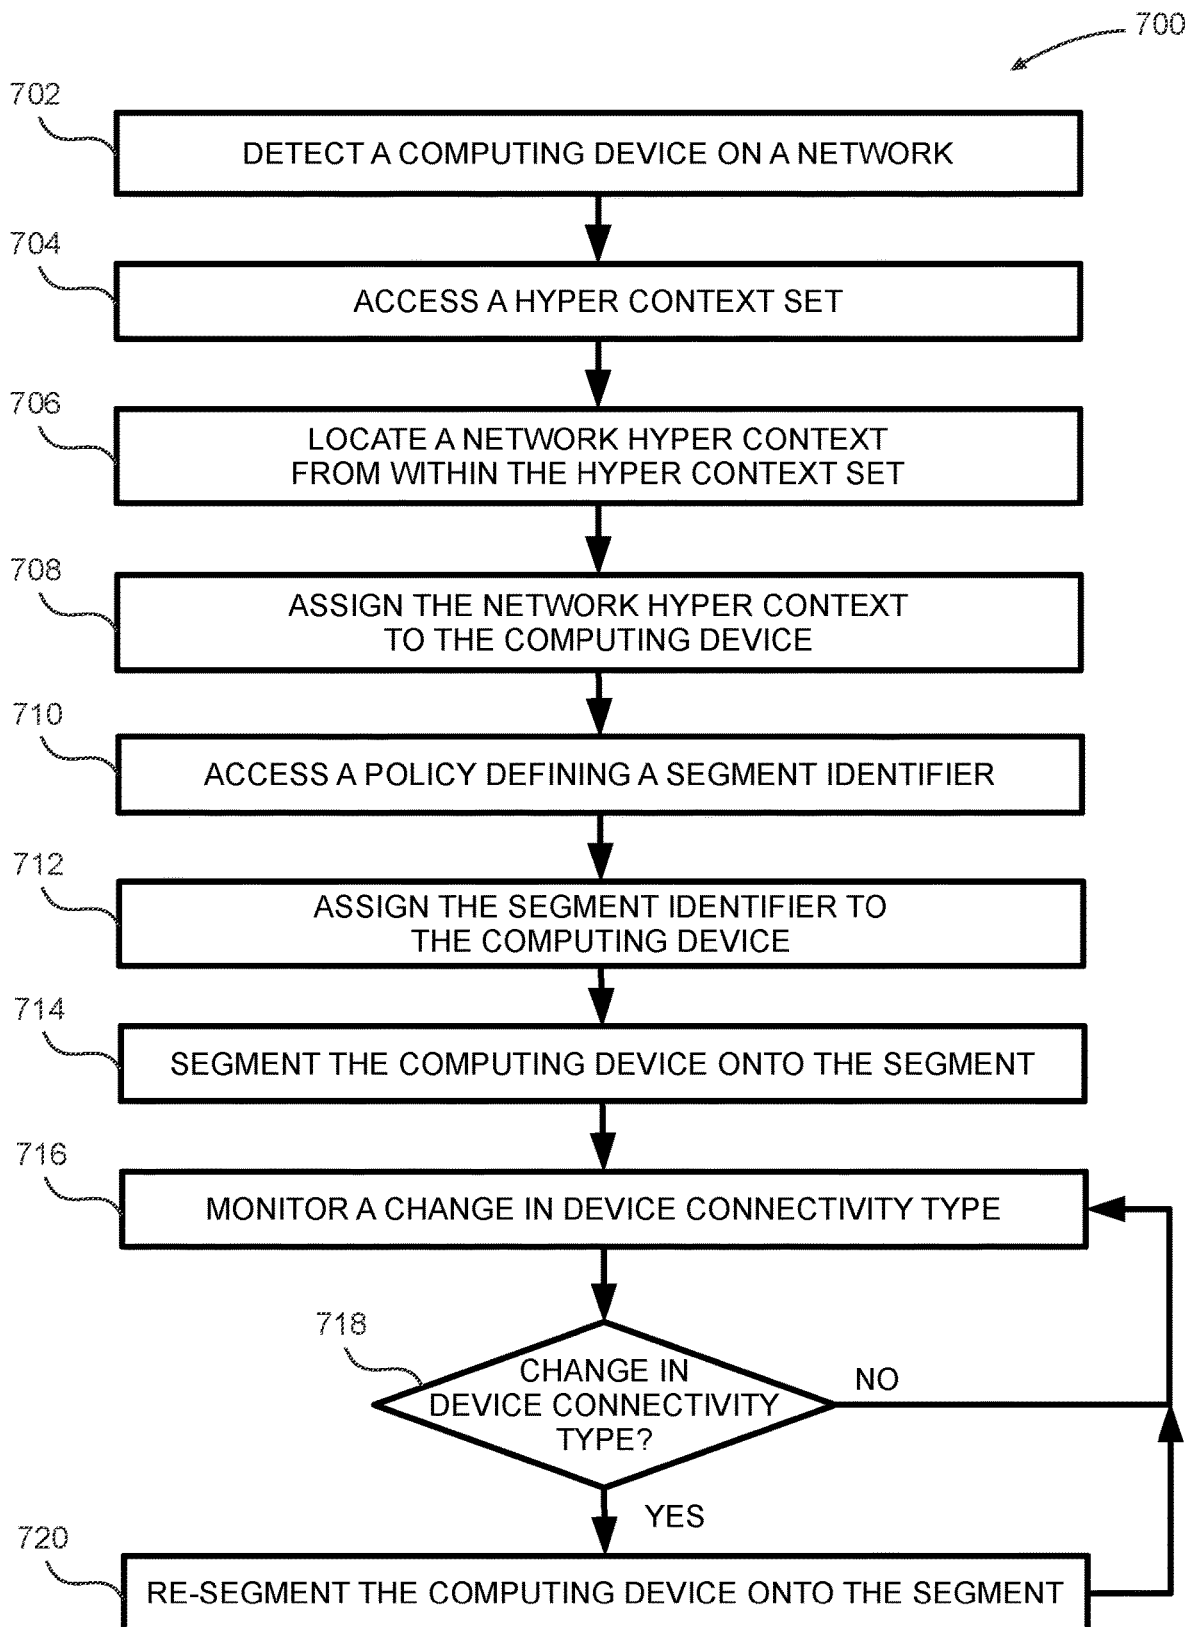 700
702
DETECT A COMPUTING DEVICE ON A NETWORK
704
ACCESS A HYPER CONTEXT SET
706
LOCATE A NETWORK HYPER CONTEXT
FROM WITHIN THE HYPER CONTEXT SET
708
ASSIGN THE NETWORK HYPER CONTEXT
TO THE COMPUTING DEVICE
710
ACCESS A POLICY DEFINING A SEGMENT IDENTIFIER
712
ASSIGN THE SEGMENT IDENTIFIER TO
THE COMPUTING DEVICE
714
SEGMENT THE COMPUTING DEVICE ONTO THE SEGMENT
716
MONITOR A CHANGE IN DEVICE CONNECTIVITY TYPE
718
CHANGE IN
DEVICE CONNECTIVITY
TYPE?
NO
YES
720
RE-SEGMENT THE COMPUTING DEVICE ONTO THE SEGMENT